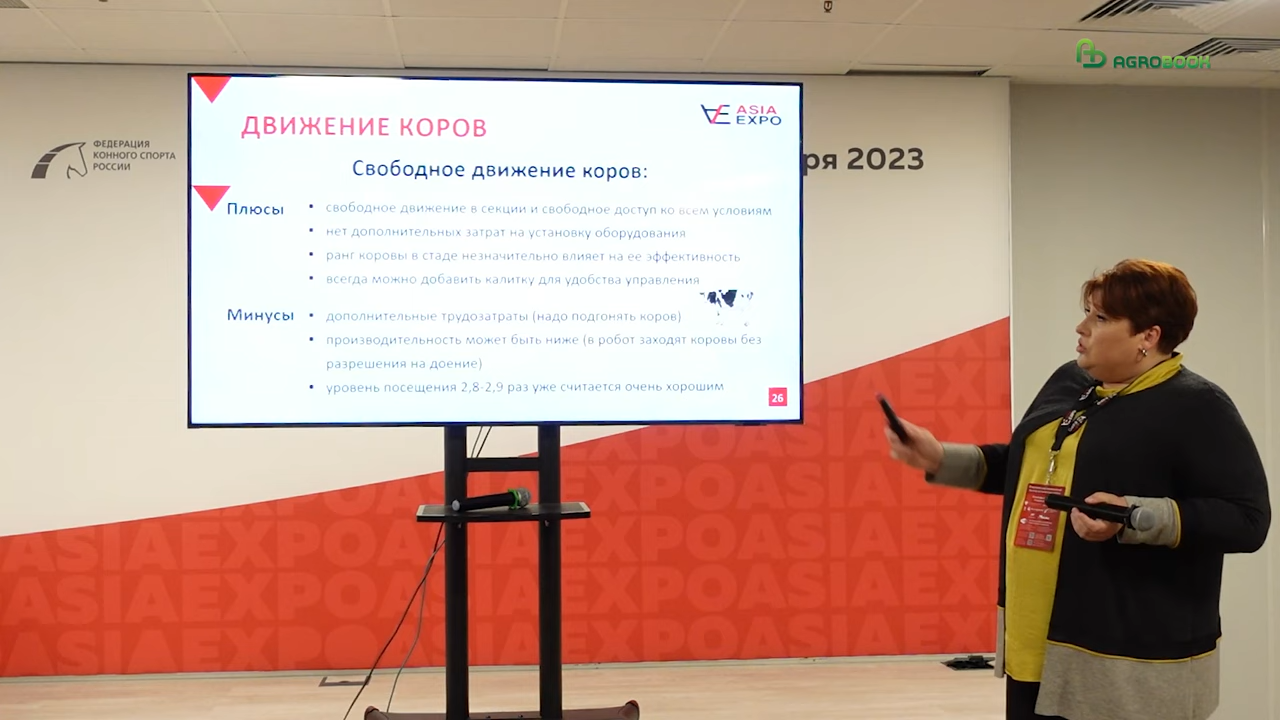 AGROBOOK
ФЕДЕРАЦИЯ
КОННОГО СПОРТА
РОССИИ
ря 2023
ДВИЖЕНИЕ КОРОВ
ASIA
EXPO
Свободное движение коров:
Плюсы
• свободное движение в секции и свободное доступ ко всем условиям
• нет дополнительных затрат на установку оборудования
• ранг коровы в стаде незначительно влияет на ее эффективность
• всегда можно добавить калитку для удобства управления
Минусы
• дополнительные трудозатраты (надо подгонять коров)
• производительность может быть ниже (в робот заходят коровы без
разрешения на доение)
• уровень посещения 2,8-2,9 раз уже считается очень хорошим
26
ASIAEXPOASIAEXPO
ASIAEXPOASIAEXPO
ASIAEXPOASIAEXPO